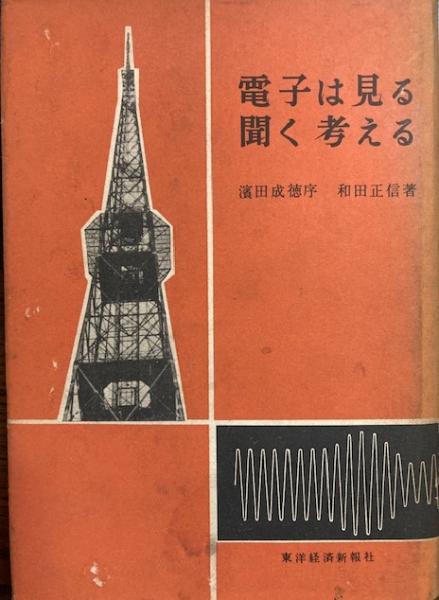 電子は見る
聞く考える
濱田成徳序 和田正信著
東洋経済新報社